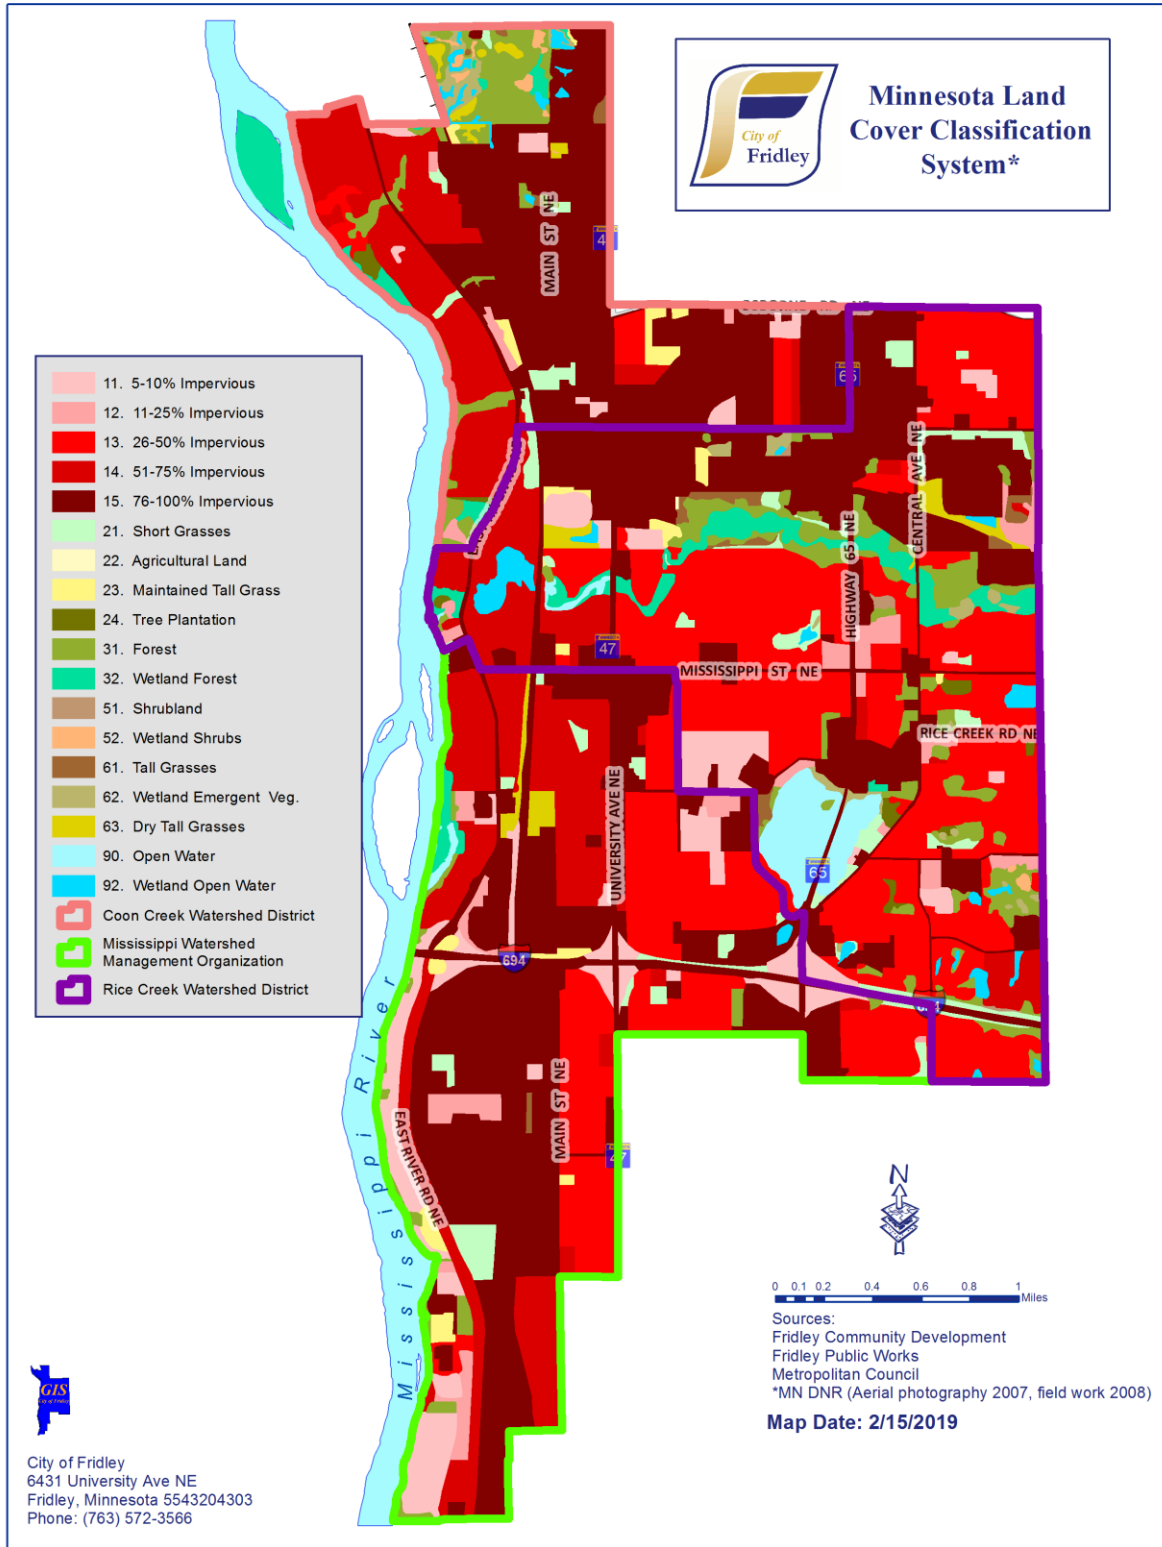 Minnesota Land
Cover Classification
System*
City of
Fridley
MAIN ST NE
47
65
CENTRAL AVE NE
HIGHWAY 65 NE
47
MISSISSIPPI ST NE
RICE CREEK RD NE
UNIVERSITY AVE NE
65
694
MAIN ST NE
47
EAST RIVER RD NE
Mississippi River
11. 5-10% Impervious
12. 11-25% Impervious
13. 26-50% Impervious
14. 51-75% Impervious
15. 76-100% Impervious
21. Short Grasses
22. Agricultural Land
23. Maintained Tall Grass
24. Tree Plantation
31. Forest
32. Wetland Forest
51. Shrubland
52. Wetland Shrubs
61. Tall Grasses
62. Wetland Emergent Veg.
63. Dry Tall Grasses
90. Open Water
92. Wetland Open Water
Coon Creek Watershed District
Mississippi Watershed
Management Organization
Rice Creek Watershed District
N
0 0.1 0.2 0.4 0.6 0.8 1
Miles
Sources:
Fridley Community Development
Fridley Public Works
Metropolitan Council
*MN DNR (Aerial photography 2007, field work 2008)
Map Date: 2/15/2019
GIS
City of Fridley
City of Fridley
6431 University Ave NE
Fridley, Minnesota 5543204303
Phone: (763) 572-3566